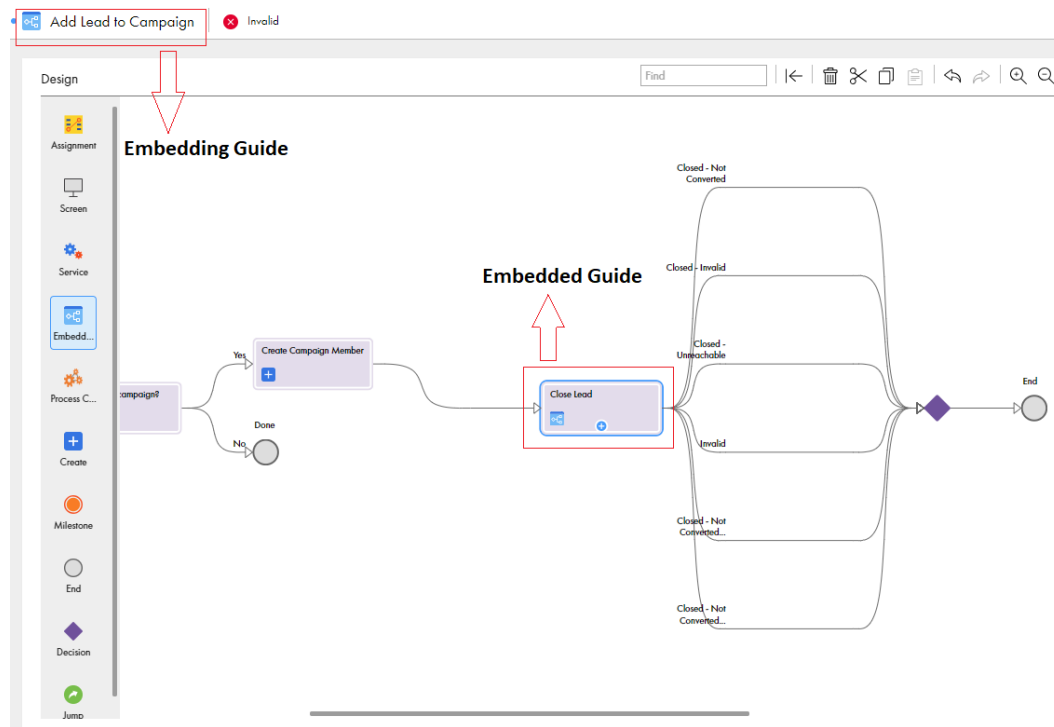 Add Lead to Campaign
Invalid
Design
Find
Embedding Guide
Embedded Guide
Assignment
Screen
Service
Embedd...
Process C...
Create
Milestone
End
Decision
Jump
campaign?
Yes
No
Create Campaign Member
Done
Close Lead
Closed - Not
Converted
Closed - Invalid
Closed -
Unreachable
Invalid
Closed - Not
Converted...
Closed - Not
Converted...
End